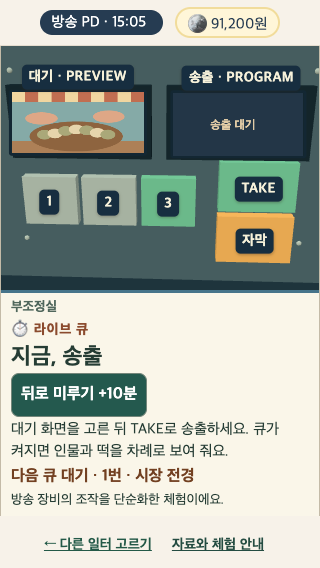 방송 PD · 15:05
91,200원
대기 · PREVIEW
송출 · PROGRAM
송출 대기
1
2
3
TAKE
자막
부조정실
라이브 큐
지금, 송출
뒤로 미루기 +10분
대기 화면을 고른 뒤 TAKE로 송출하세요. 큐가
켜지면 인물과 떡을 차례로 보여 줘요.
다음 큐 대기 · 1번 · 시장 전경
방송 장비의 조작을 단순화한 체험이에요.
← 다른 일터 고르기
자료와 체험 안내